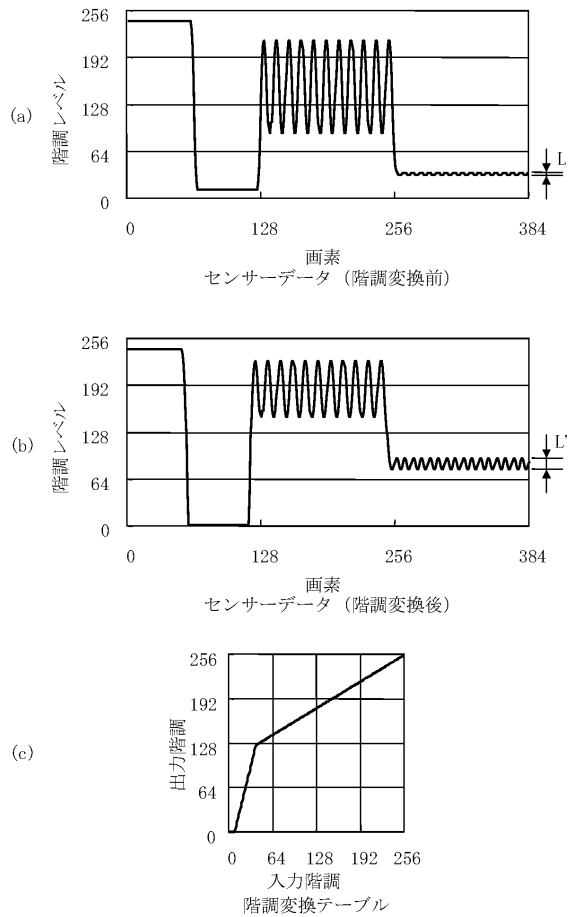 (a)
階調レベル
256
192
128
64
0
0 128 256 384
L
画素
センサーデータ（階調変換前）
(b)
階調レベル
256
192
128
64
0
0 128 256 384
L'
画素
センサーデータ（階調変換後）
(c)
出力階調
256
192
128
64
0
0 64 128 192 256
入力階調
階調変換テーブル